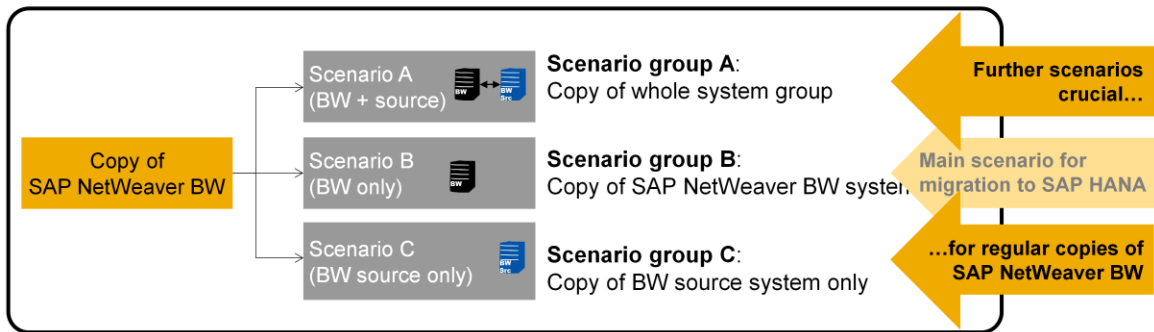 Copy of
SAP NetWeaver BW
Scenario A
(BW + source)
BW
BW
Src
Scenario group A:
Copy of whole system group
Further scenarios
crucial…
Scenario B
(BW only)
BW
Scenario group B:
Copy of SAP NetWeaver BW system
Main scenario for
migration to SAP HANA
Scenario C
(BW source only)
BW
Src
Scenario group C:
Copy of BW source system only
…for regular copies of
SAP NetWeaver BW